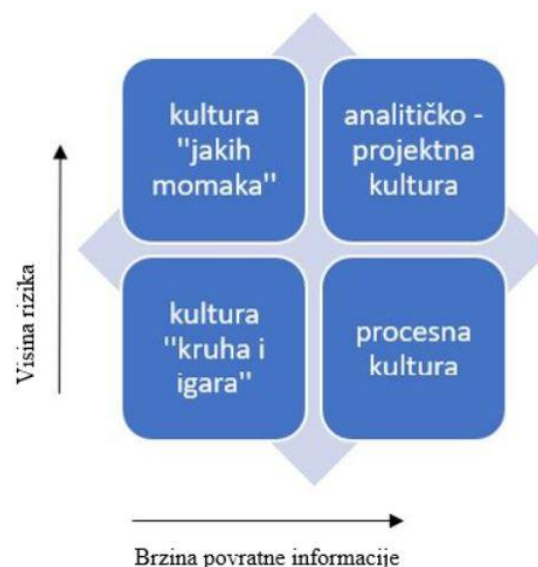 kultura
"jakih
momaka"
analitičko -
projektna
kultura
kultura
"kruha i
igara"
procesna
kultura
Visina rizika
Brzina povratne informacije